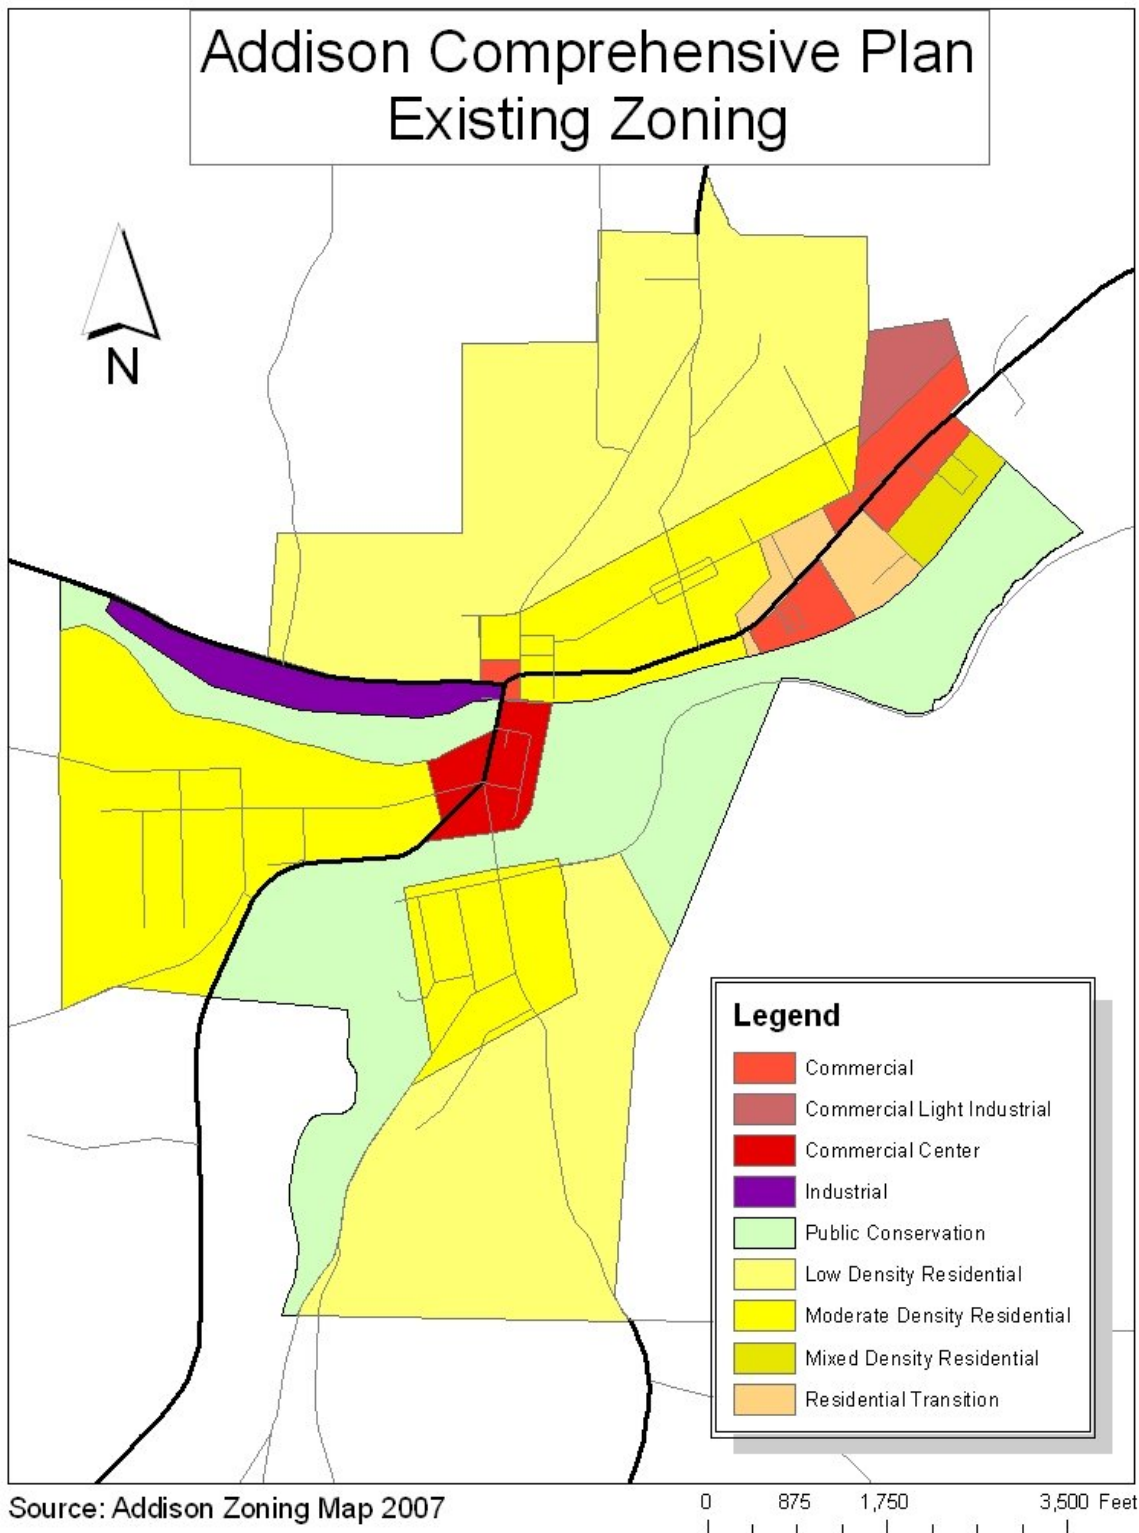 Addison Comprehensive Plan
Existing Zoning
N
Legend
Commercial
Commercial Light Industrial
Commercial Center
Industrial
Public Conservation
Low Density Residential
Moderate Density Residential
Mixed Density Residential
Residential Transition
Source: Addison Zoning Map 2007
0 875 1,750 3,500 Feet